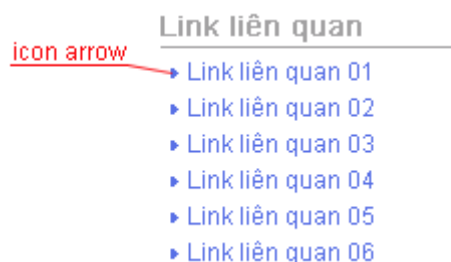 Link liên quan
icon arrow
Link liên quan 01
Link liên quan 02
Link liên quan 03
Link liên quan 04
Link liên quan 05
Link liên quan 06